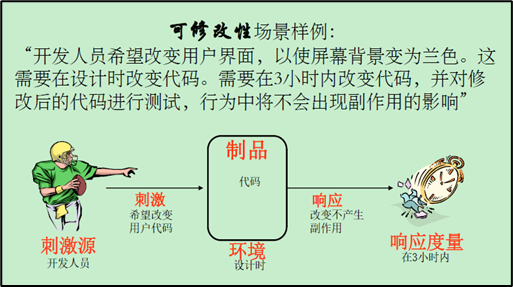 可修改性场景样例：
“开发人员希望改变用户界面，以使屏幕背景变为兰色。这
需要在设计时改变代码。需要在3小时内改变代码，并对修
改后的代码进行测试，行为中将不会出现副作用的影响”
制品
代码
刺激
希望改变
用户代码
响应
改变不产生
副作用
刺激源
开发人员
环境
设计时
响应度量
在3小时内